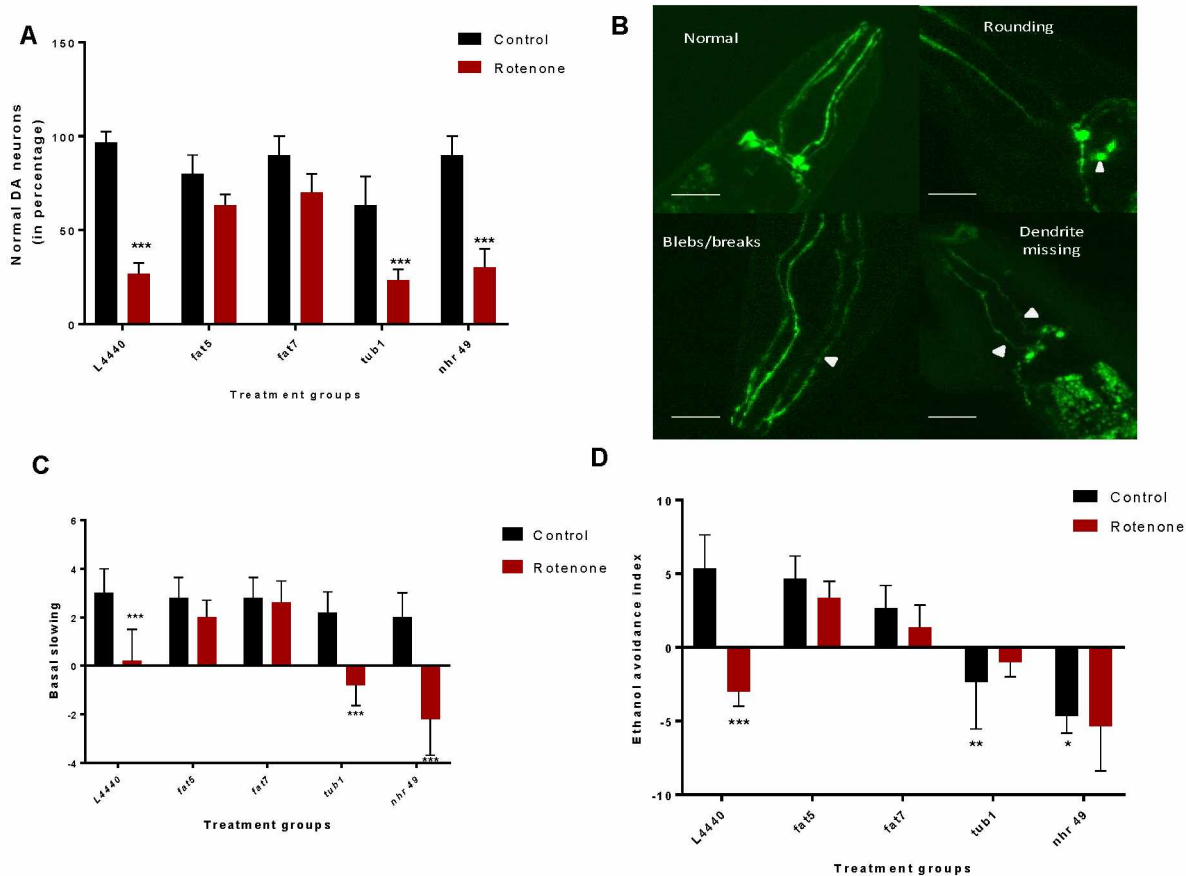 A
150
100
50
0
Normal DA neurons
(in percentage)
Control
Rotenone
***
***
***
L4440
fat5
fat7
tub1
nhr 49
Treatment groups
B
Normal
Rounding
Blebs/breaks
Dendrite
missing
C
6
4
2
0
-2
-4
Basal slowing
Control
Rotenone
***
***
***
L4440
fat5
fat7
tub1
nhr 49
Treatment groups
D
10
5
0
-5
-10
Ethanol avoidance index
Control
Rotenone
***
**
*
L4440
fat5
fat7
tub1
nhr 49
Treatment groups